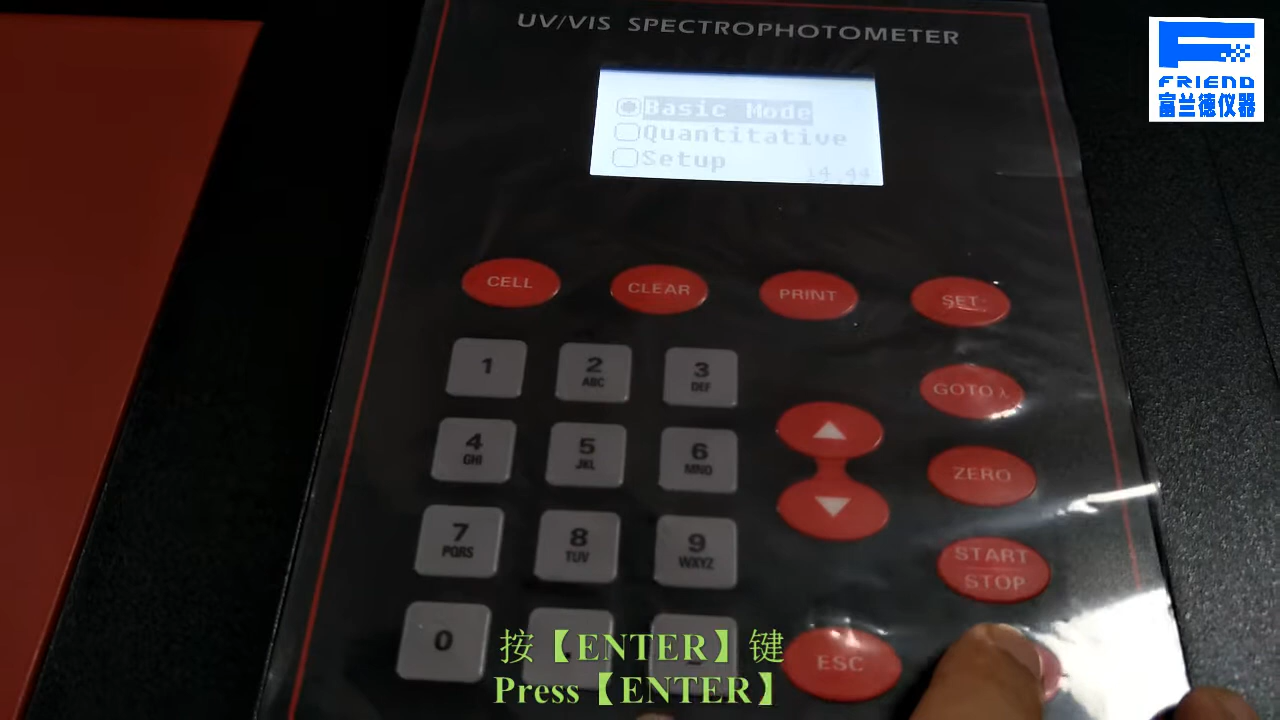 UV/VIS SPECTROPHOTOMETER
FRIEND
富兰德仪器
Basic Mode
Quantitative
Setup
14 44
CELL
CLEAR
PRINT
SET
GOTO λ
ZERO
START
STOP
ESC
1
2
ABC
3
DEF
4
GHI
5
JKL
6
MNO
7
PQRS
8
TUV
9
WXYZ
0
按【ENTER】键
Press【ENTER】